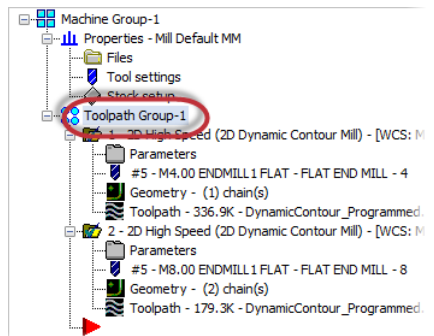 Machine Group-1
Properties - Mill Default MM
Files
Tool settings
Stock setup
Toolpath Group-1
1 - 2D High Speed (2D Dynamic Contour Mill) - [WCS: M
Parameters
#5 - M4.00 ENDMILL1 FLAT - FLAT END MILL - 4
Geometry - (1) chain(s)
Toolpath - 336.9K - DynamicContour_Programmed.
2 - 2D High Speed (2D Dynamic Contour Mill) - [WCS: M
Parameters
#5 - M8.00 ENDMILL1 FLAT - FLAT END MILL - 8
Geometry - (2) chain(s)
Toolpath - 179.3K - DynamicContour_Programmed.